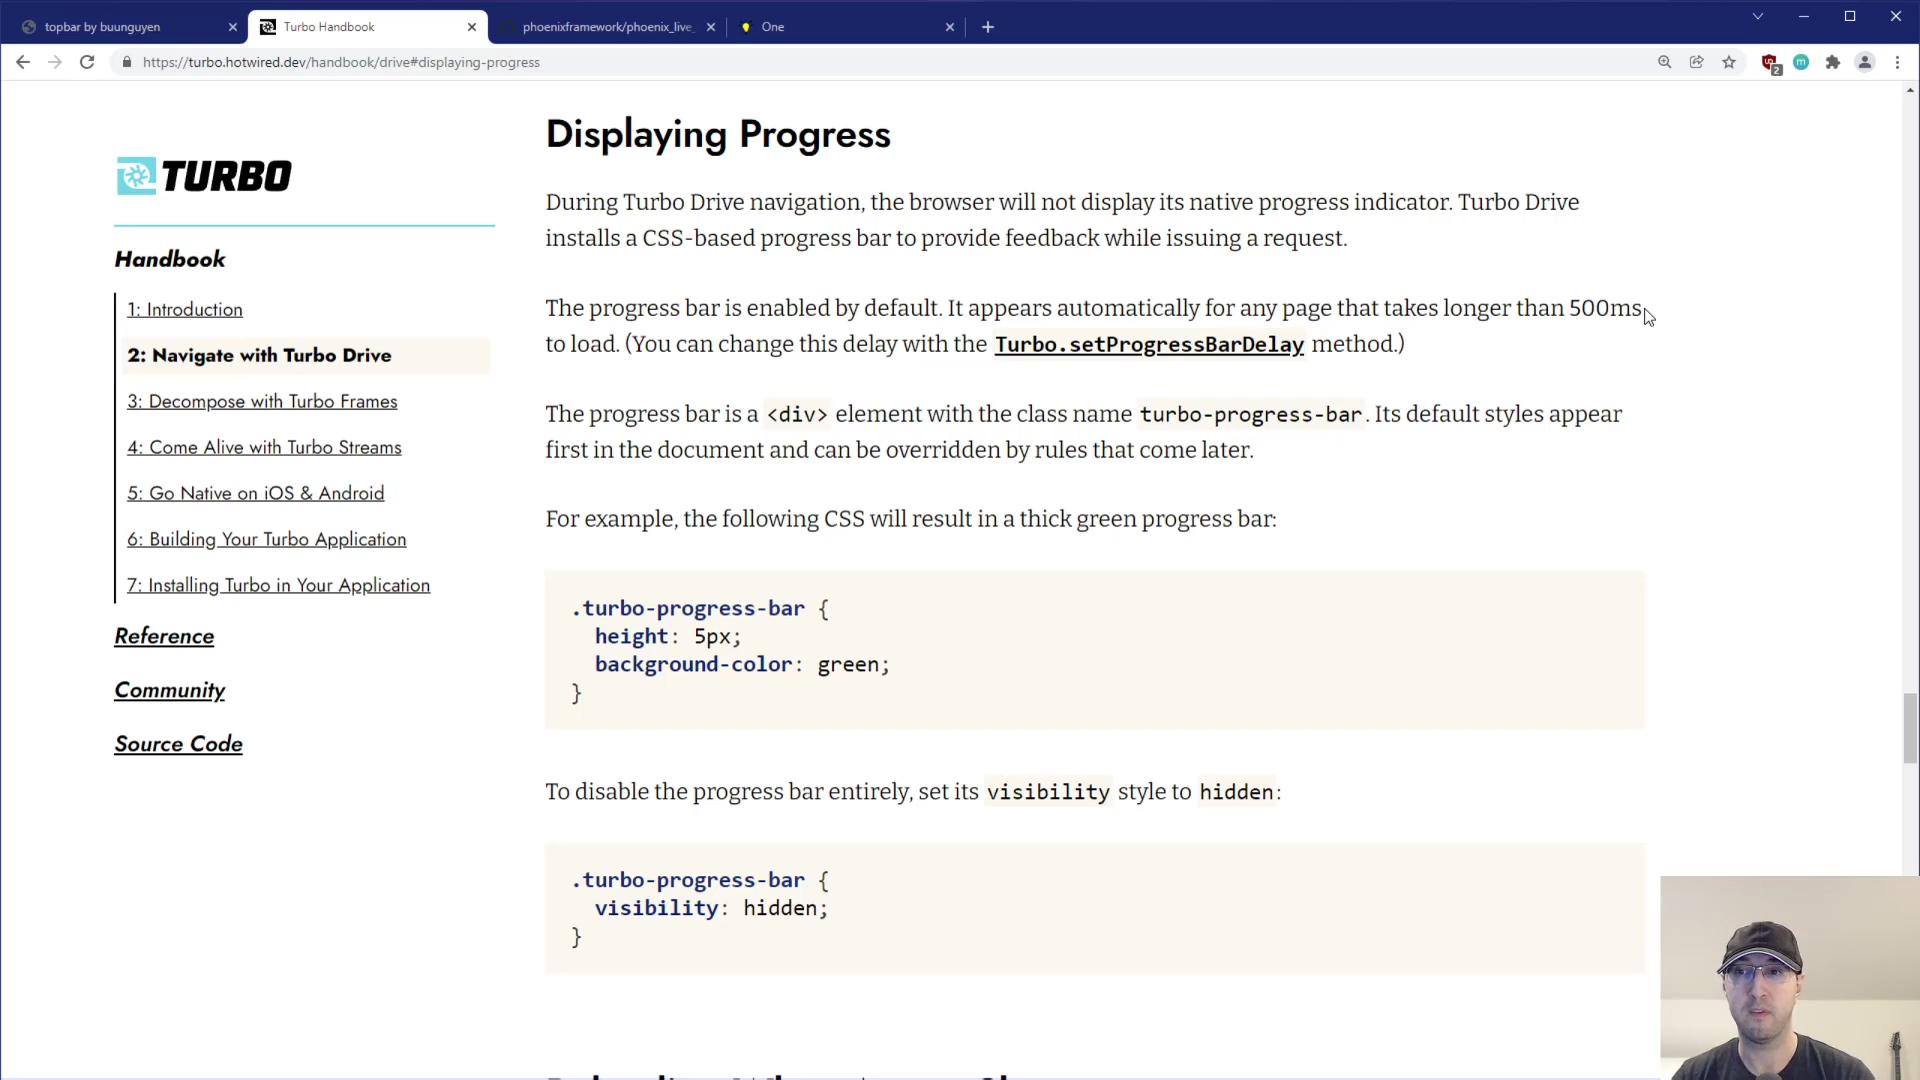 topbar by buunguyen
Turbo Handbook
phoenixframework/phoenix_live_
One
https://turbo.hotwired.dev/handbook/drive#displaying-progress
2
m
TURBO
Handbook
1: Introduction
2: Navigate with Turbo Drive
3: Decompose with Turbo Frames
4: Come Alive with Turbo Streams
5: Go Native on iOS & Android
6: Building Your Turbo Application
7: Installing Turbo in Your Application
Reference
Community
Source Code
Displaying Progress
During Turbo Drive navigation, the browser will not display its native progress indicator. Turbo Drive
installs a CSS-based progress bar to provide feedback while issuing a request.
The progress bar is enabled by default. It appears automatically for any page that takes longer than 500ms
to load. (You can change this delay with the Turbo.setProgressBarDelay method.)
The progress bar is a <div> element with the class name turbo-progress-bar. Its default styles appear
first in the document and can be overridden by rules that come later.
For example, the following CSS will result in a thick green progress bar:
.turbo-progress-bar {
height: 5px;
background-color: green;
}
To disable the progress bar entirely, set its visibility style to hidden:
.turbo-progress-bar {
visibility: hidden;
}